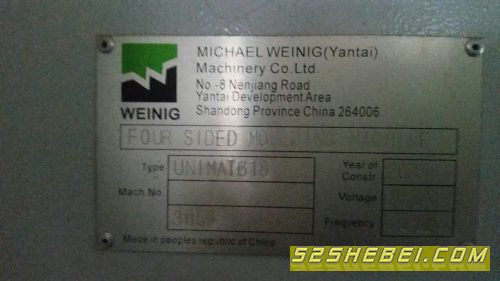 WEINIG
MICHAEL WEINIG(Yantai)
Machinery Co.Ltd.
No -8 Nenjiang Road
Yantai Development Area
Shandong Province China 264006
FOUR SIDED
Type UNIMAT618 Year of
Constr.
Mach No. Voltage
Frequency
Made in peoples republic of China
52SHEBEI.COM